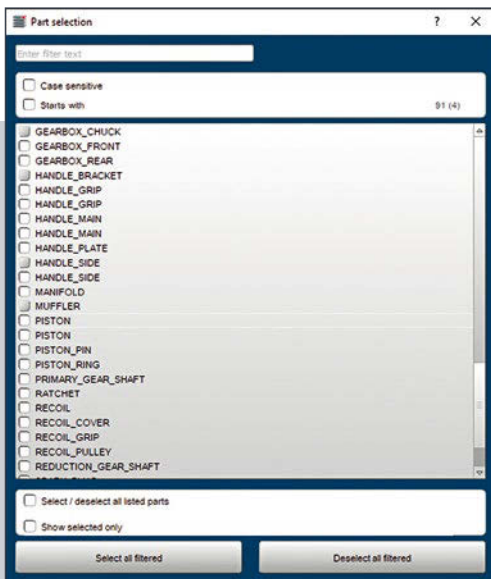 Part selection
? X
Enter filter text
Case sensitive
Starts with 91 (4)
GEARBOX_CHUCK
GEARBOX_FRONT
GEARBOX_REAR
HANDLE_BRACKET
HANDLE_GRIP
HANDLE_GRIP
HANDLE_MAIN
HANDLE_MAIN
HANDLE_PLATE
HANDLE_SIDE
HANDLE_SIDE
MANIFOLD
MUFFLER
PISTON
PISTON
PISTON_PIN
PISTON_RING
PRIMARY_GEAR_SHAFT
RATCHET
RECOIL
RECOIL_COVER
RECOIL_GRIP
RECOIL_PULLEY
REDUCTION_GEAR_SHAFT
Select / deselect all listed parts
Show selected only
Select all filtered
Deselect all filtered